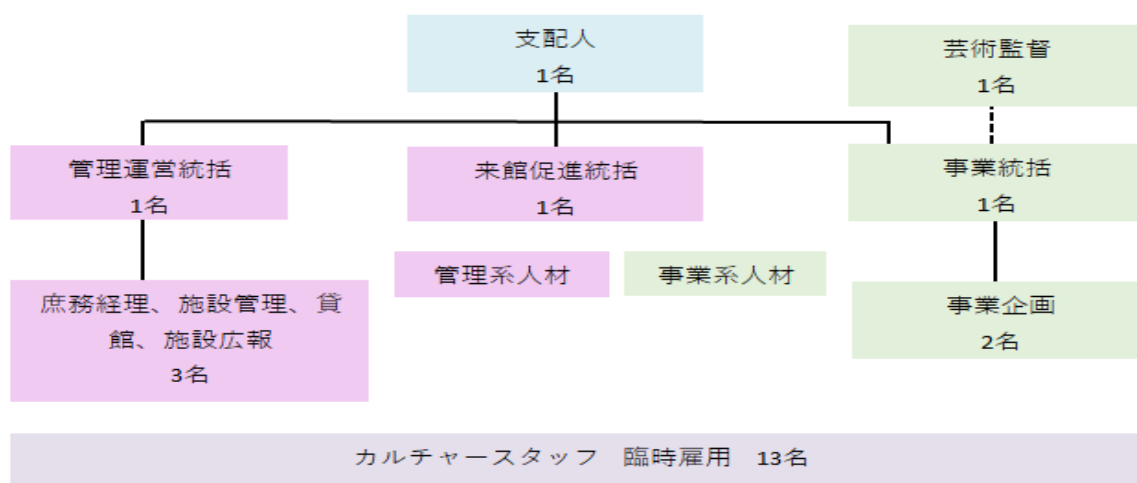 支配人
1名
芸術監督
1名
管理運営統括
1名
来館促進統括
1名
事業統括
1名
管理系人材
事業系人材
庶務経理、施設管理、貸
館、施設広報
3名
事業企画
2名
カルチャースタッフ　臨時雇用　13名